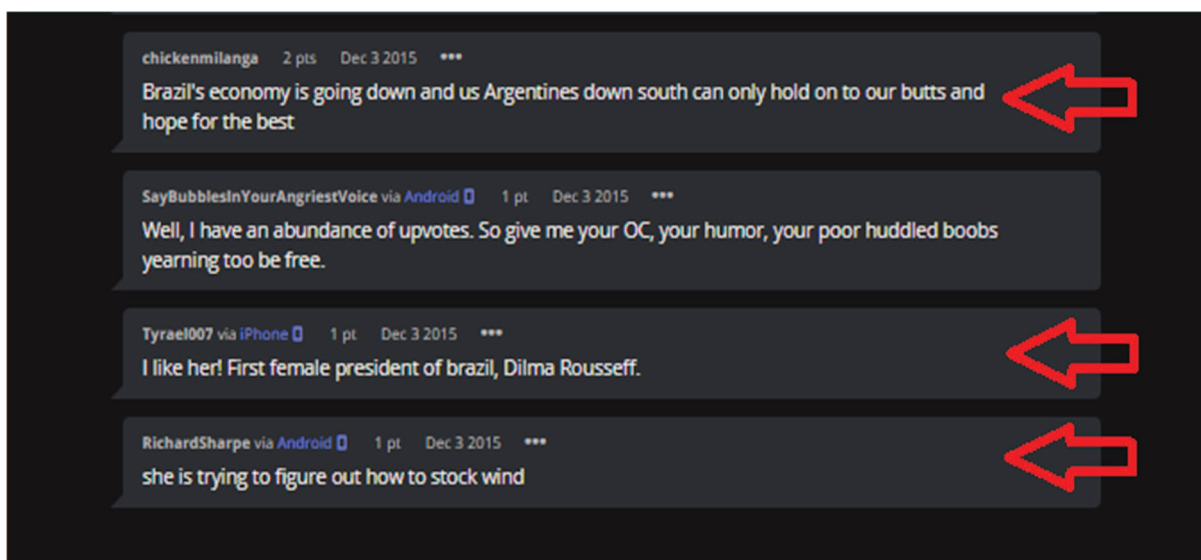 chickenmilanga 2 pts Dec 3 2015 •••
Brazil's economy is going down and us Argentines down south can only hold on to our butts and
hope for the best
SayBubblesInYourAngriestVoice via Android 1 pt Dec 3 2015 •••
Well, I have an abundance of upvotes. So give me your OC, your humor, your poor huddled boobs
yearning too be free.
Tyrael007 via iPhone 1 pt Dec 3 2015 •••
I like her! First female president of brazil, Dilma Rousseff.
RichardSharpe via Android 1 pt Dec 3 2015 •••
she is trying to figure out how to stock wind